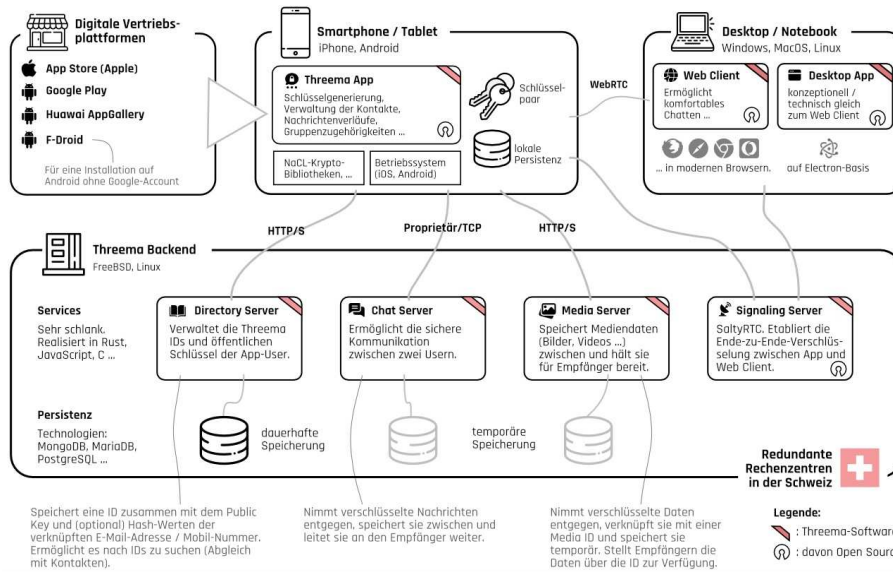 Digitale Vertriebs-
plattformen
App Store (Apple)
Google Play
Huawai AppGallery
F-Droid
Für eine Installation auf
Android ohne Google-Account
Smartphone / Tablet
iPhone, Android
Threema App
Schlüsselgenerierung,
Verwaltung der Kontakte,
Nachrichtenverläufe,
Gruppenzugehörigkeiten ...
NaCL-Krypto-
Bibliotheken, ...
Betriebssystem
(iOS, Android)
Schlüssel-
paar
lokale
Persistenz
WebRTC
Desktop / Notebook
Windows, MacOS, Linux
Web Client
Ermöglicht
komfortables
Chatten ...
Desktop App
konzeptionell /
technisch gleich
zum Web Client
... in modernen Browsern.
auf Electron-Basis
HTTP/S
Proprietär/TCP
HTTP/S
Threema Backend
FreeBSD, Linux
Services
Sehr schlank.
Realisiert in Rust,
JavaScript, C ...
Directory Server
Verwaltet die Threema
IDs und öffentlichen
Schlüssel der App-User.
Chat Server
Ermöglicht die sichere
Kommunikation
zwischen zwei Usern.
Media Server
Speichert Mediendaten
(Bilder, Videos ...)
zwischen und hält sie
für Empfänger bereit.
Signaling Server
SaltyRTC. Etabliert die
Ende-zu-Ende-Verschlüs-
selung zwischen App und
Web Client.
Persistenz
Technologien:
MongoDB, MariaDB,
PostgreSQL ...
dauerhafte
Speicherung
temporäre
Speicherung
Redundante
Rechenzentren
in der Schweiz
Speichert eine ID zusammen mit dem Public
Key und (optional) Hash-Werten der
verknüpften E-Mail-Adresse / Mobil-Nummer.
Ermöglicht es nach IDs zu suchen (Abgleich
mit Kontakten).
Nimmt verschlüsselte Nachrichten
entgegen, speichert sie zwischen und
leitet sie an den Empfänger weiter.
Nimmt verschlüsselte Daten
entgegen, verknüpft sie mit einer
Media ID und speichert sie
temporär. Stellt Empfängern die
Daten über die ID zur Verfügung.
Legende:
: Threema-Software
: davon Open Sourc